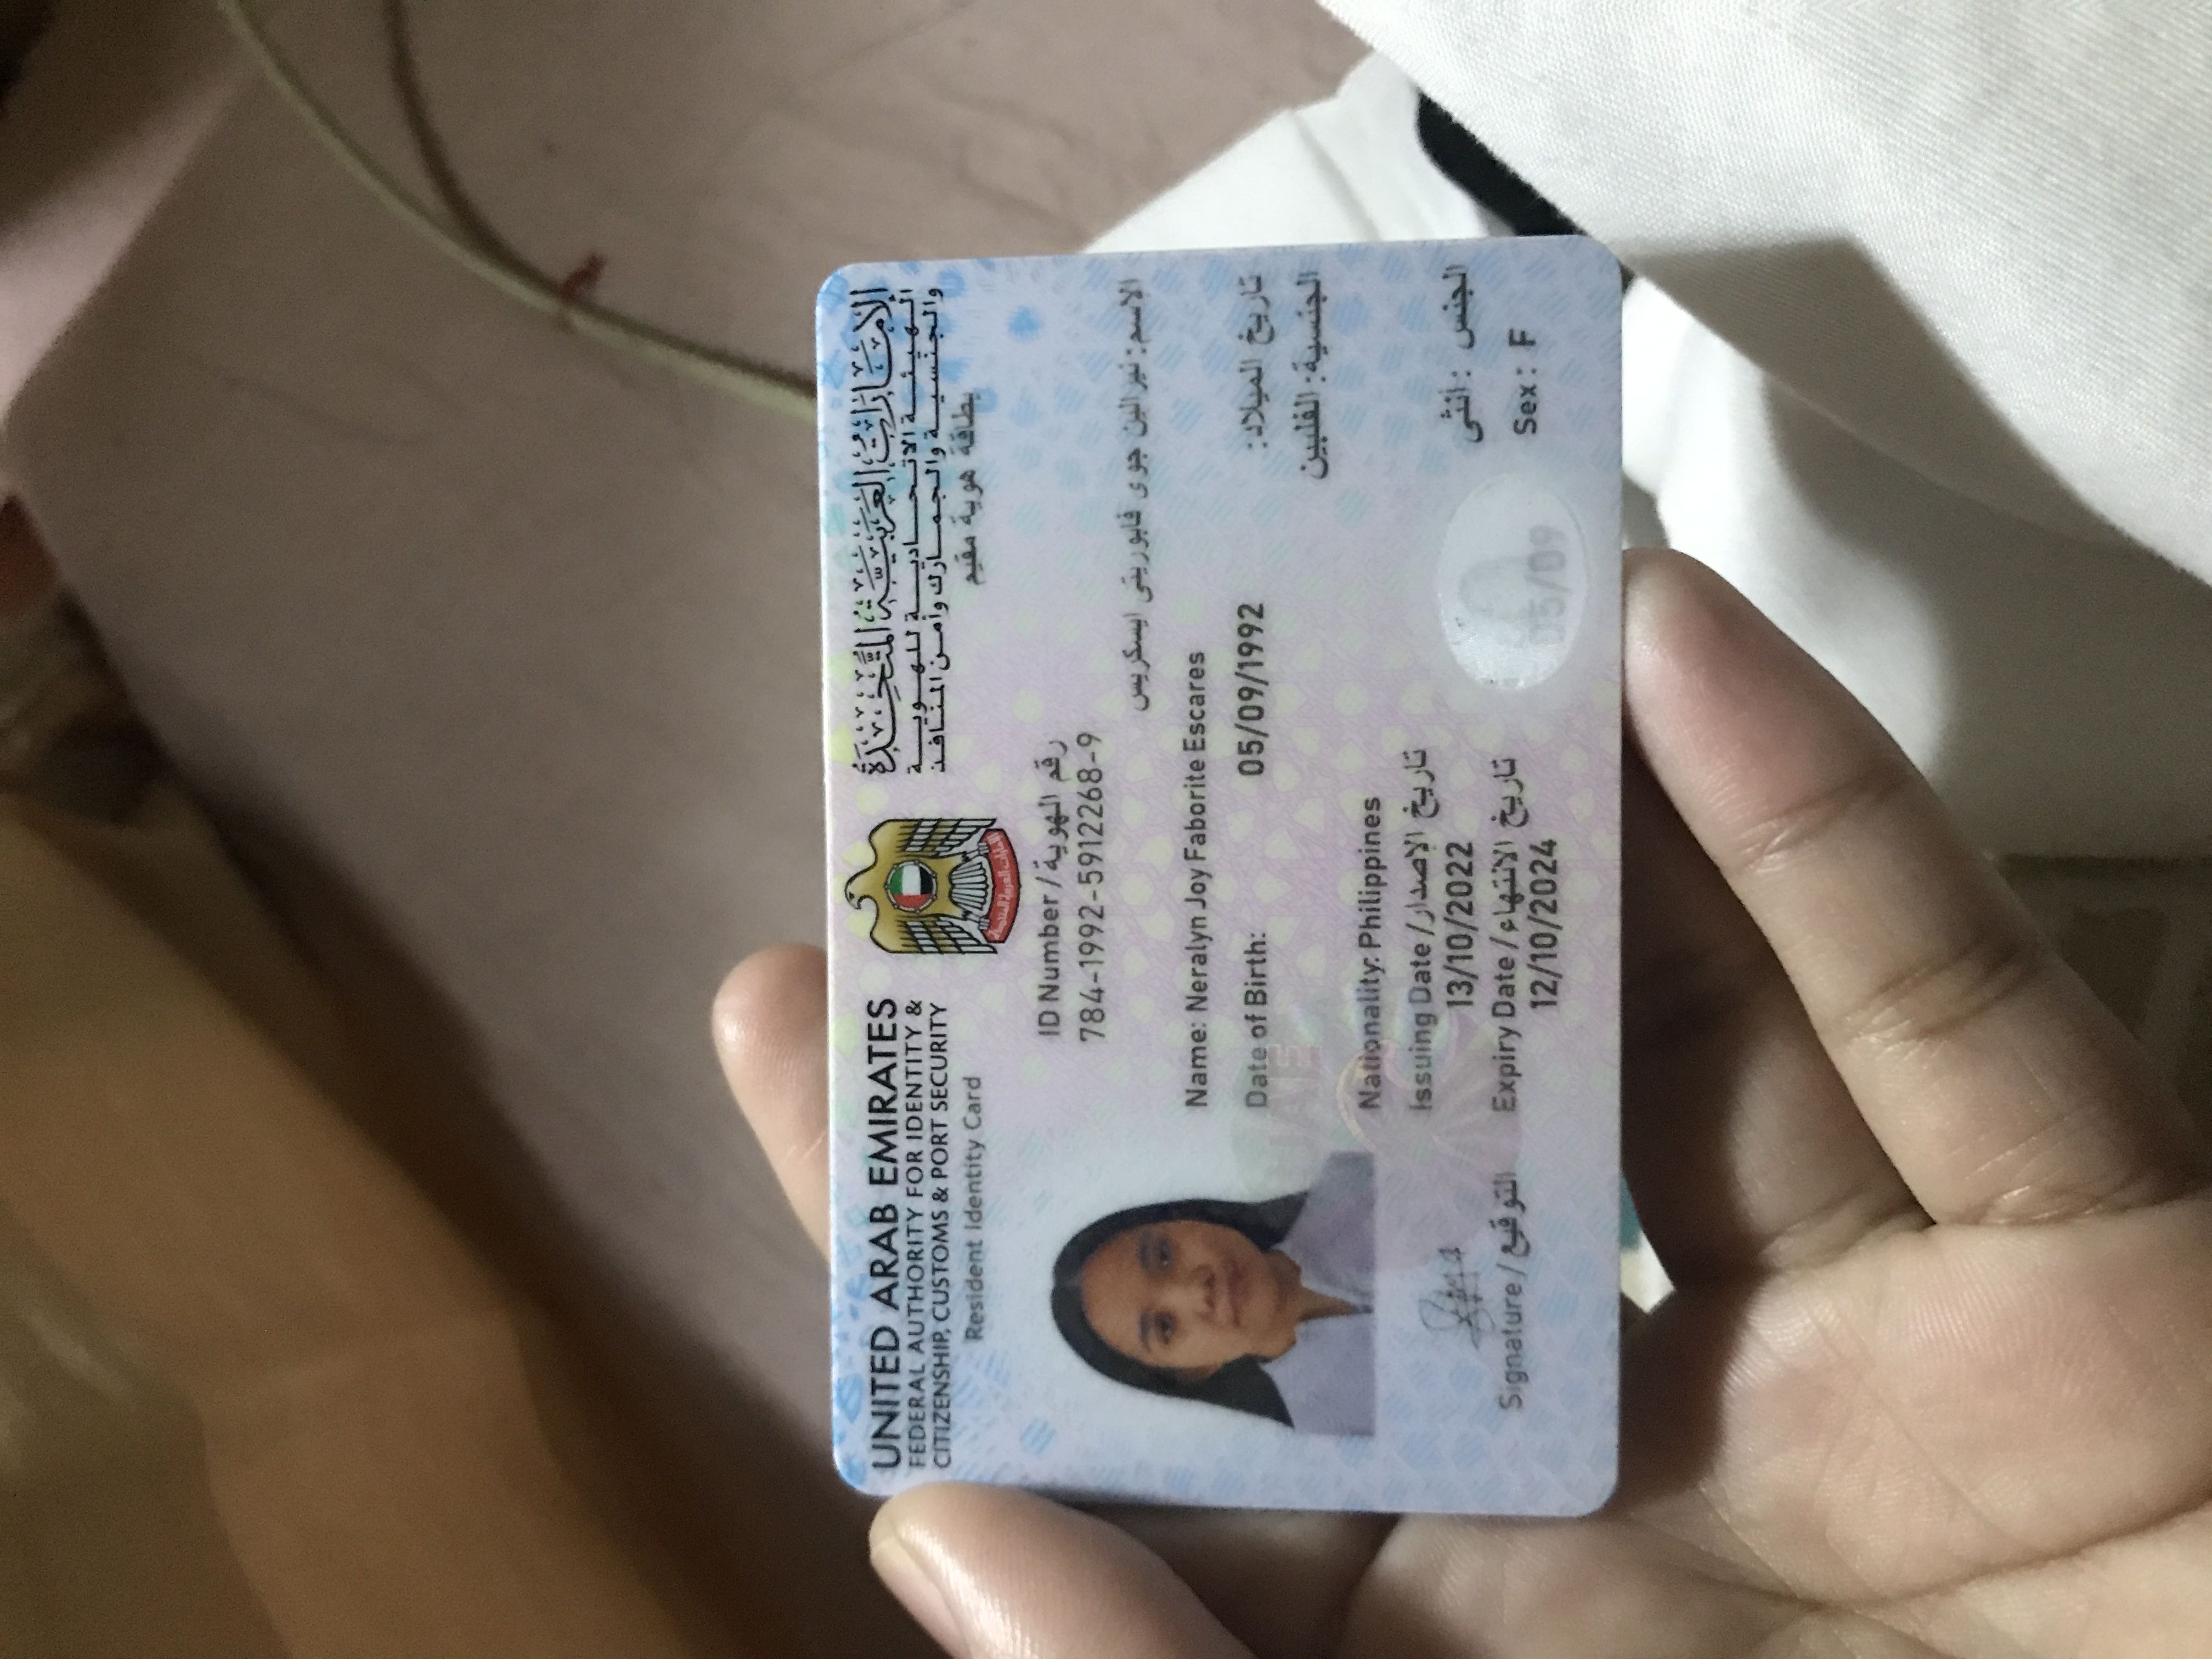 UNITED ARAB EMIRATES
FEDERAL AUTHORITY FOR IDENTITY &
CITIZENSHIP, CUSTOMS & PORT SECURITY
Resident Identity Card
الإمارات العربية المتحدة
الهيئة الاتحادية للهوية
والجنسية والجمارك وأمن المنافذ
بطاقة هوية مقيم
الإمارات العربية المتحدة
ID Number / رقم الهوية
784-1992-5912268-9
الإسم: نيرالين جوى فابوريتى ايسكريس
Name: Neralyn Joy Faborite Escares
Date of Birth: 05/09/1992 تاريخ الميلاد:
UAE
الجنسية: الفلبين
Nationality: Philippines
Issuing Date / تاريخ الإصدار
13/10/2022
الجنس : أنثى
Expiry Date / تاريخ الانتهاء
12/10/2024
Sex: F
05/09
Signature / التوقيع